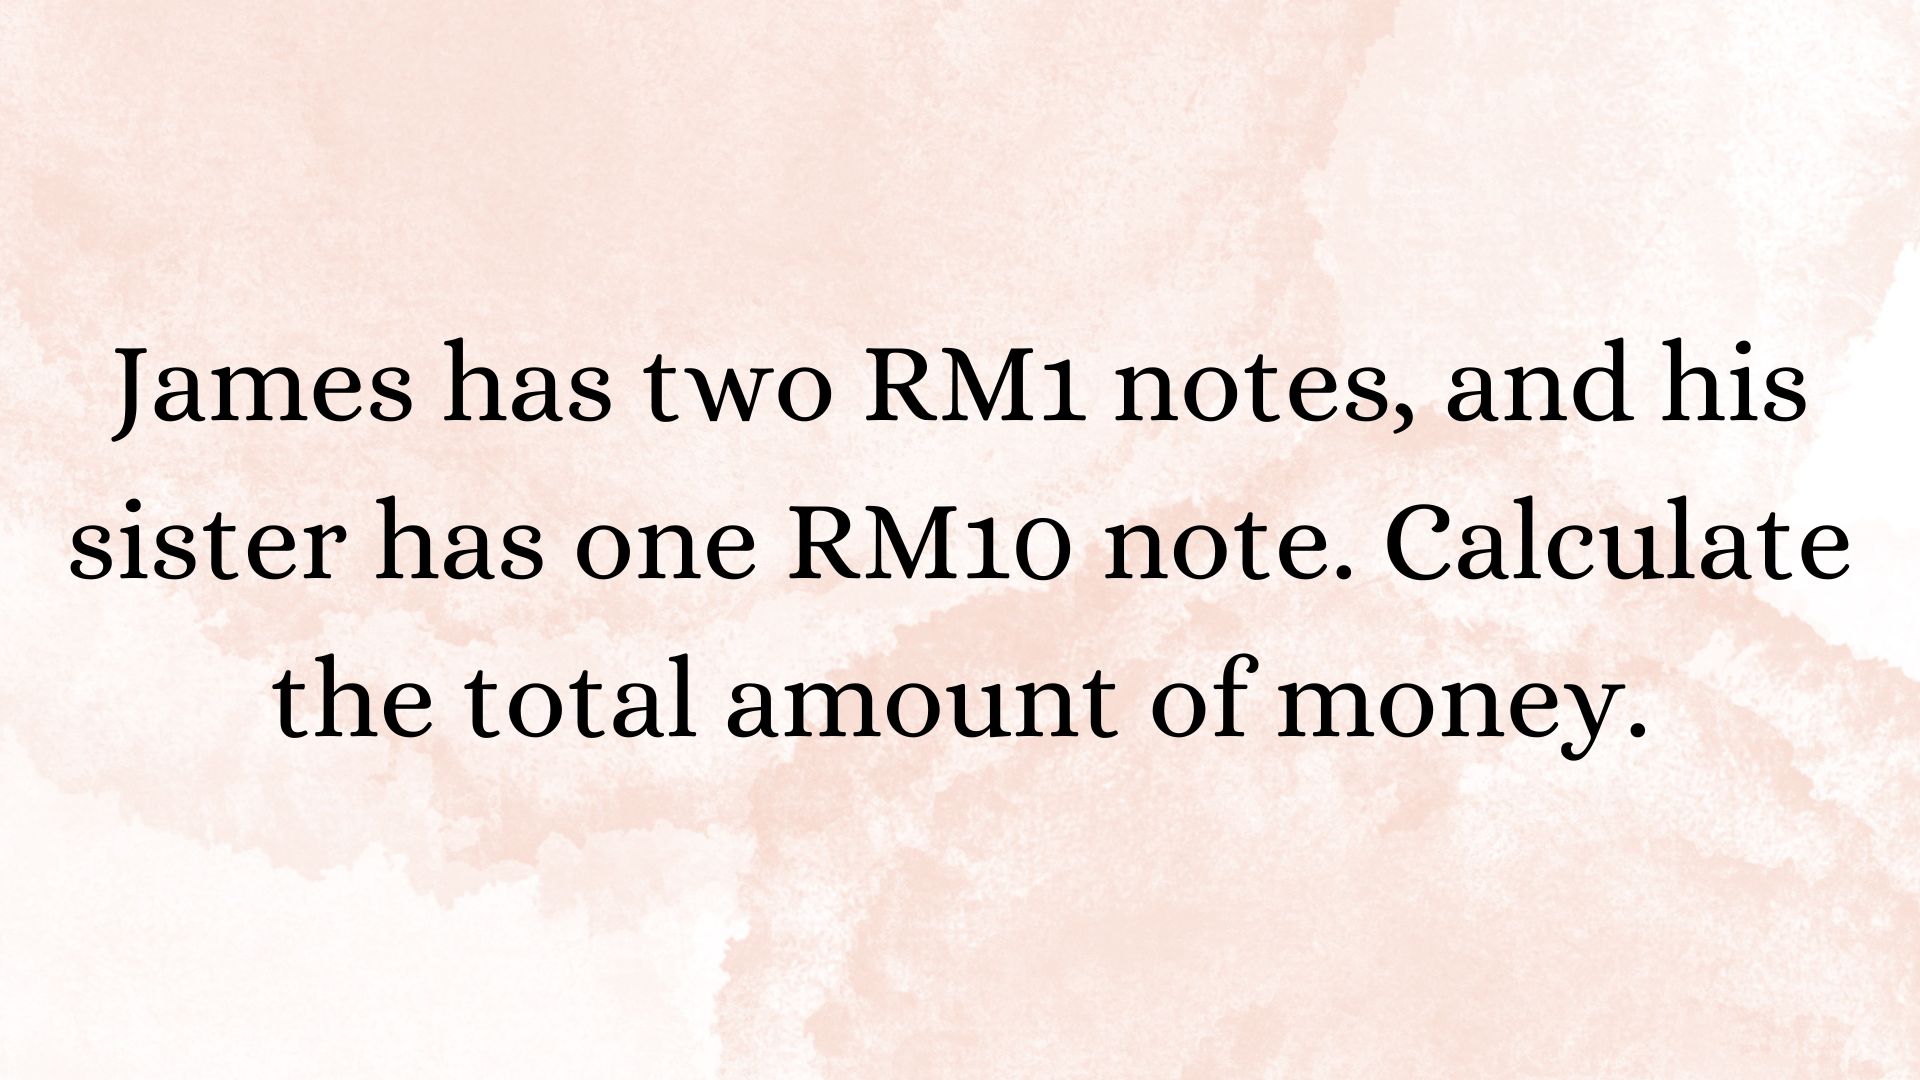 James has two RM1 notes, and his
sister has one RM10 note. Calculate
the total amount of money.